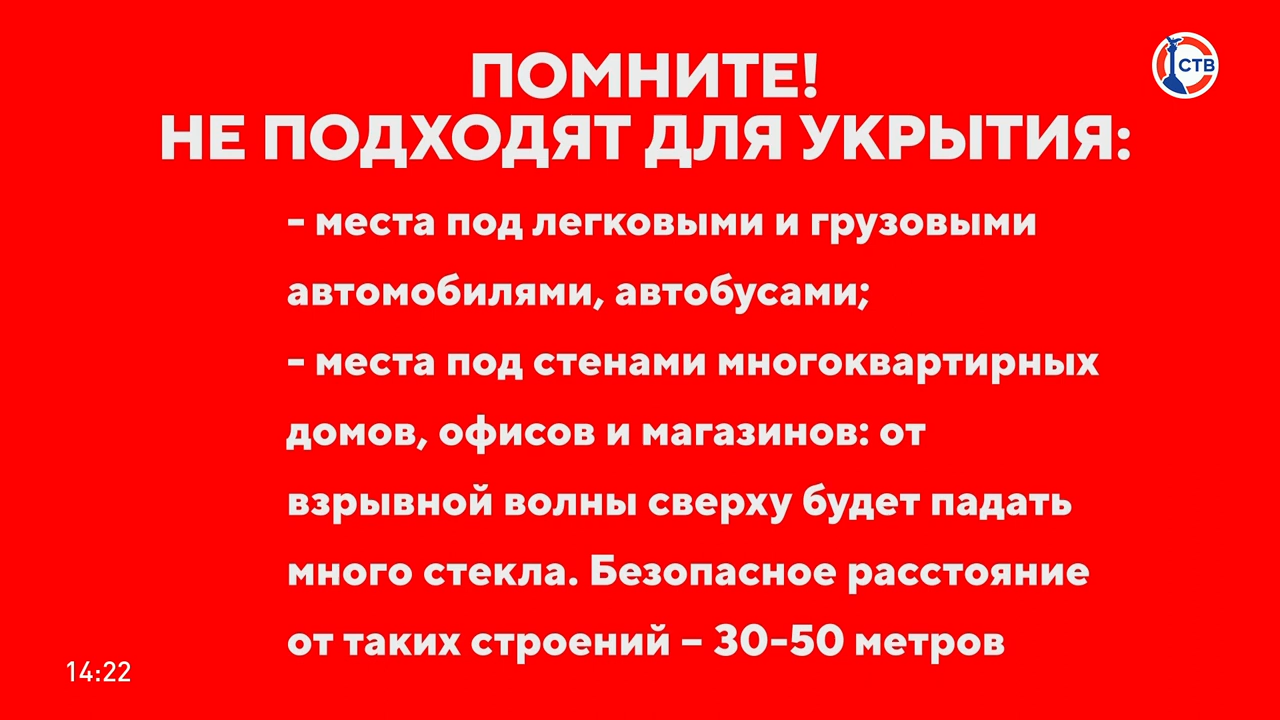 ПОМНИТЕ!
НЕ ПОДХОДЯТ ДЛЯ УКРЫТИЯ:
СТВ
– места под легковыми и грузовыми
автомобилями, автобусами;
– места под стенами многоквартирных
домов, офисов и магазинов: от
взрывной волны сверху будет падать
много стекла. Безопасное расстояние
от таких строений – 30-50 метров
14:22